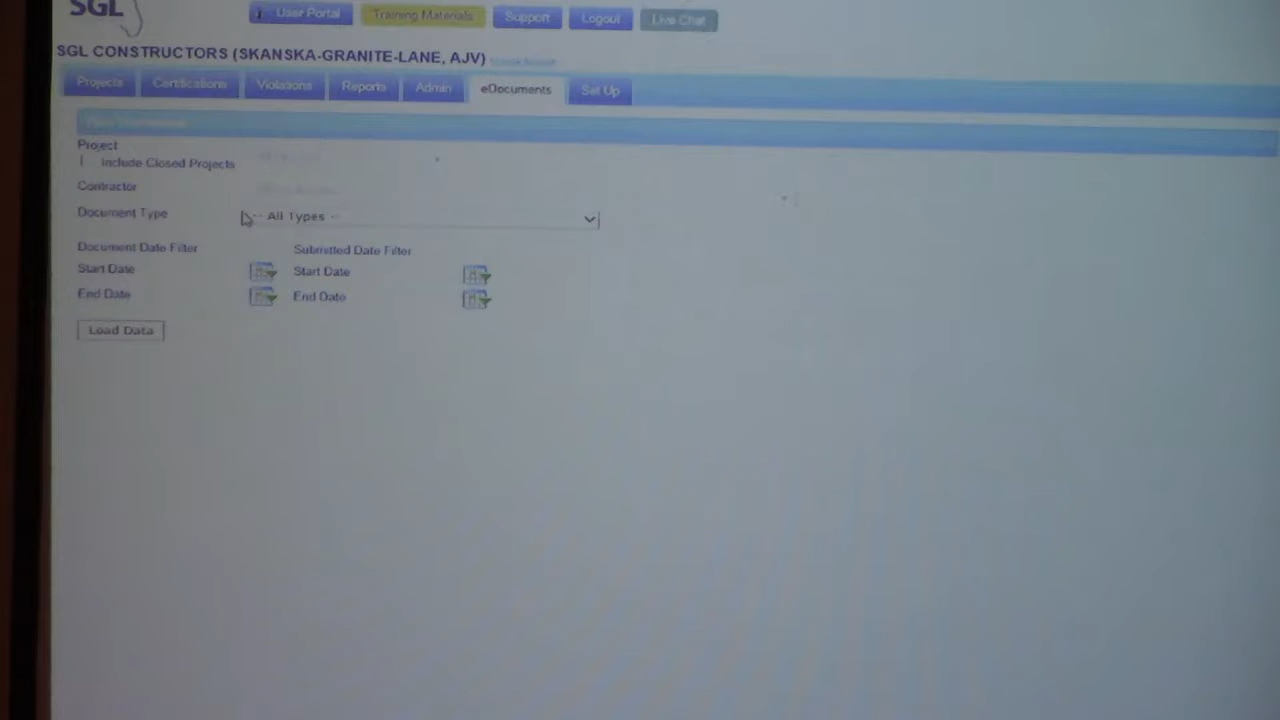 SGL
User Portal Training Materials Support Logout Live Chat
SGL CONSTRUCTORS (SKANSKA-GRANITE-LANE, AJV)
Projects Certifications Violations Reports Admin eDocuments Set Up
Project
Include Closed Projects
Contractor
Document Type -- All Types --
Document Date Filter Submitted Date Filter
Start Date Start Date
End Date End Date
Load Data